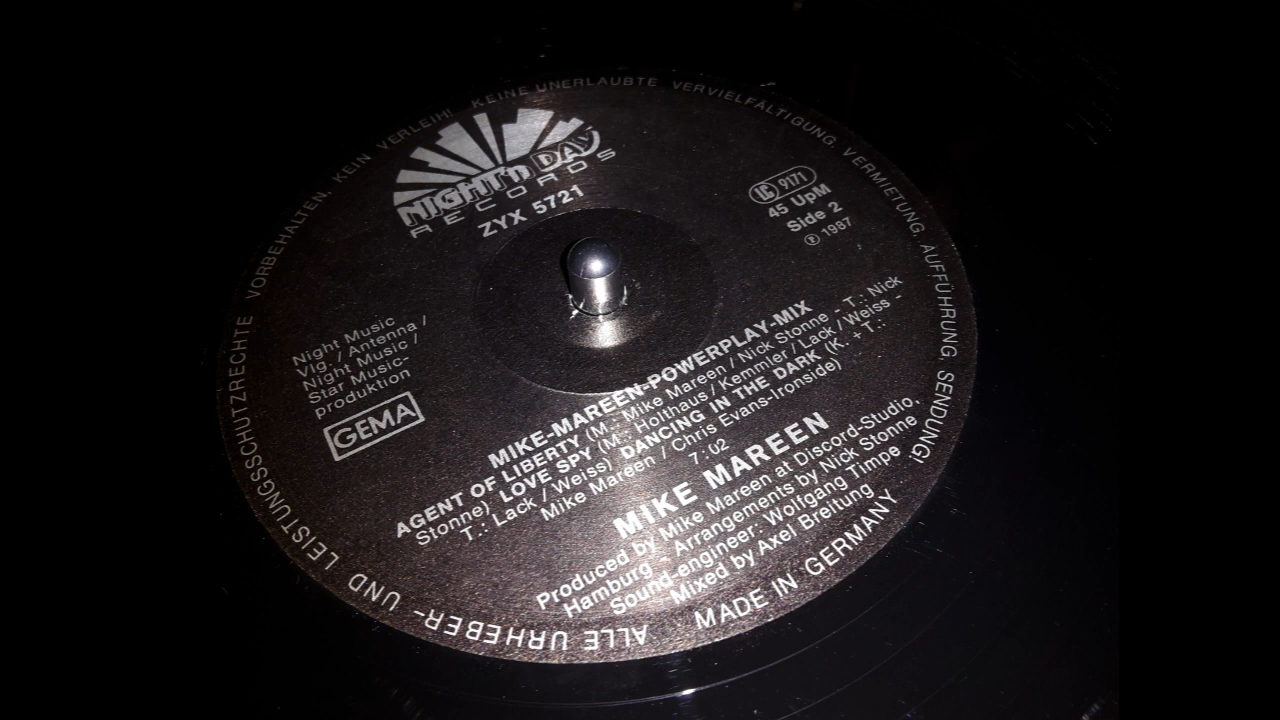 NIGHT'n DAY
RECORDS
ZYX 5721
LC 9171
45 UpM
Side 2
℗ 1987
Night Music
Vlg. / Antenna /
Night Music /
Star Music-
produktion
GEMA
MIKE-MAREEN-POWERPLAY-MIX
AGENT OF LIBERTY (M.: Mike Mareen / Nick Stonne - T.: Nick
Stonne) LOVE SPY (M.: Holthaus / Kemmler / Lack / Weiss -
T.: Lack / Weiss) DANCING IN THE DARK (K. + T.:
Mike Mareen / Chris Evans-Ironside)
7:02
MIKE MAREEN
Produced by Mike Mareen at Discord-Studio,
Hamburg - Arrangements by Nick Stonne
Sound-engineer: Wolfgang Timpe
Mixed by Axel Breitung
ALLE URHEBER- UND LEISTUNGSSCHUTZRECHTE VORBEHALTEN. KEIN VERLEIH! KEINE UNERLAUBTE VERVIELFÄLTIGUNG, VERMIETUNG, AUFFÜHRUNG, SENDUNG!
MADE IN GERMANY